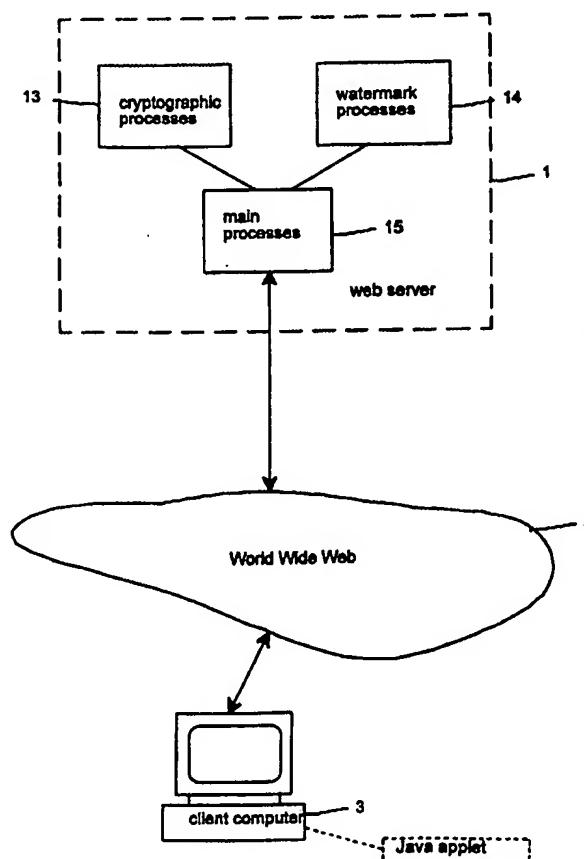 13
cryptographic
processes
watermark
processes
14
1
main
processes
15
web server
World Wide Web
client computer
3
Java applet